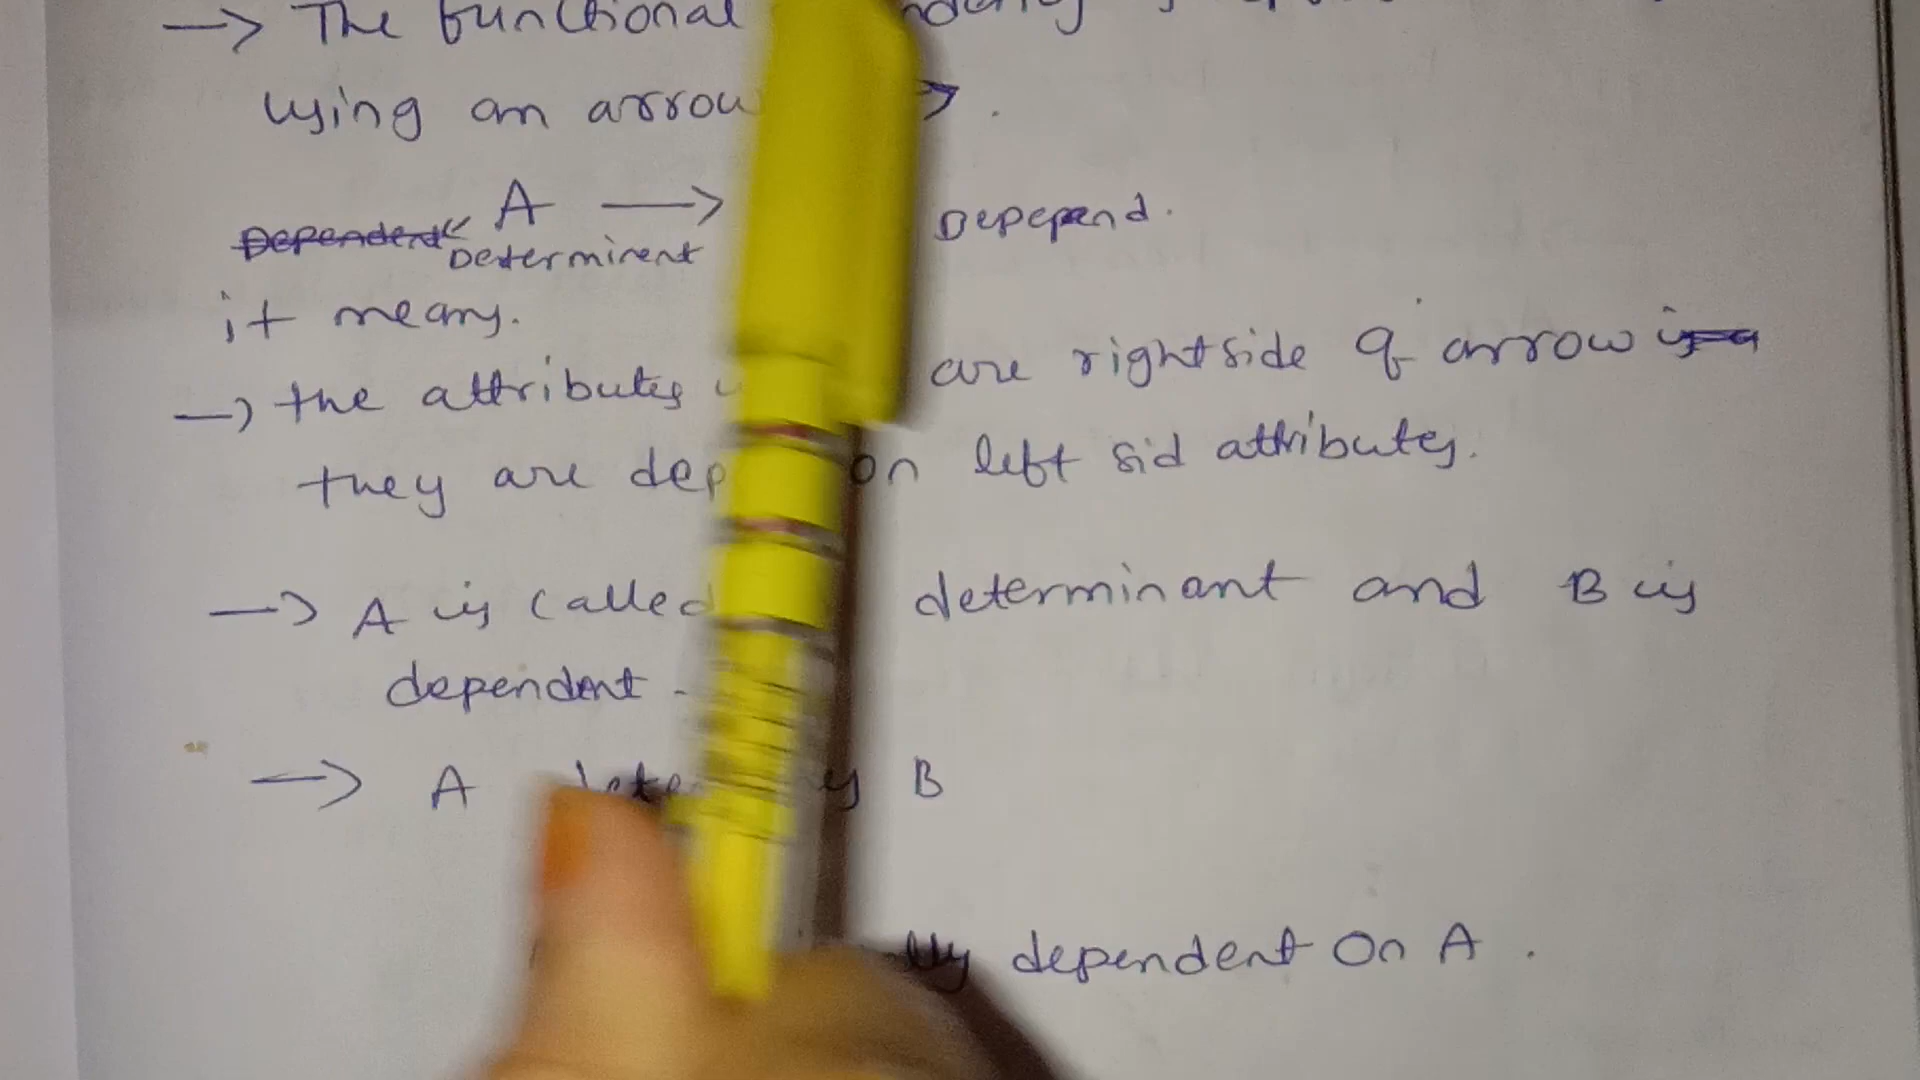 → The functional
using an arrow →.
A → Depepend.
Dependent Determinent
it means.
→ the attributes are rightside of arrow is a
they are dep on left sid attributes.
→ A is called determinant and B is
dependent.
→ A B
dependent on A.